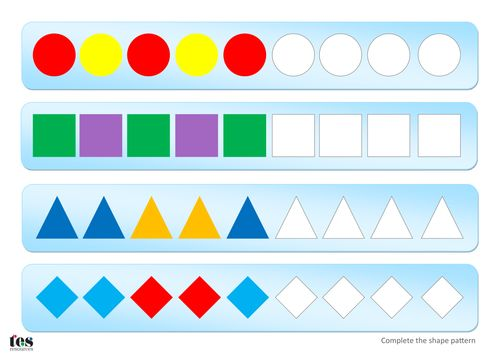 tes
resources
Complete the shape pattern